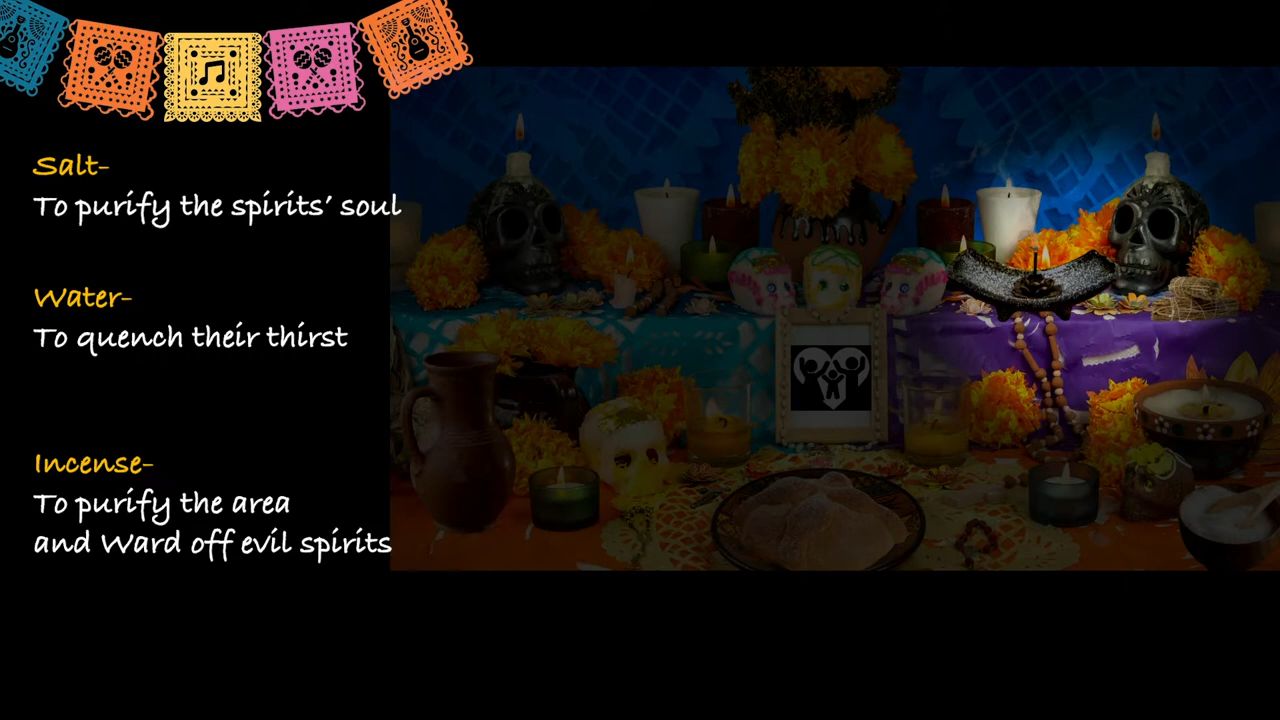 Salt-
To purify the spirits' soul
Water-
To quench their thirst
Incense-
To purify the area
and Ward off evil spirits